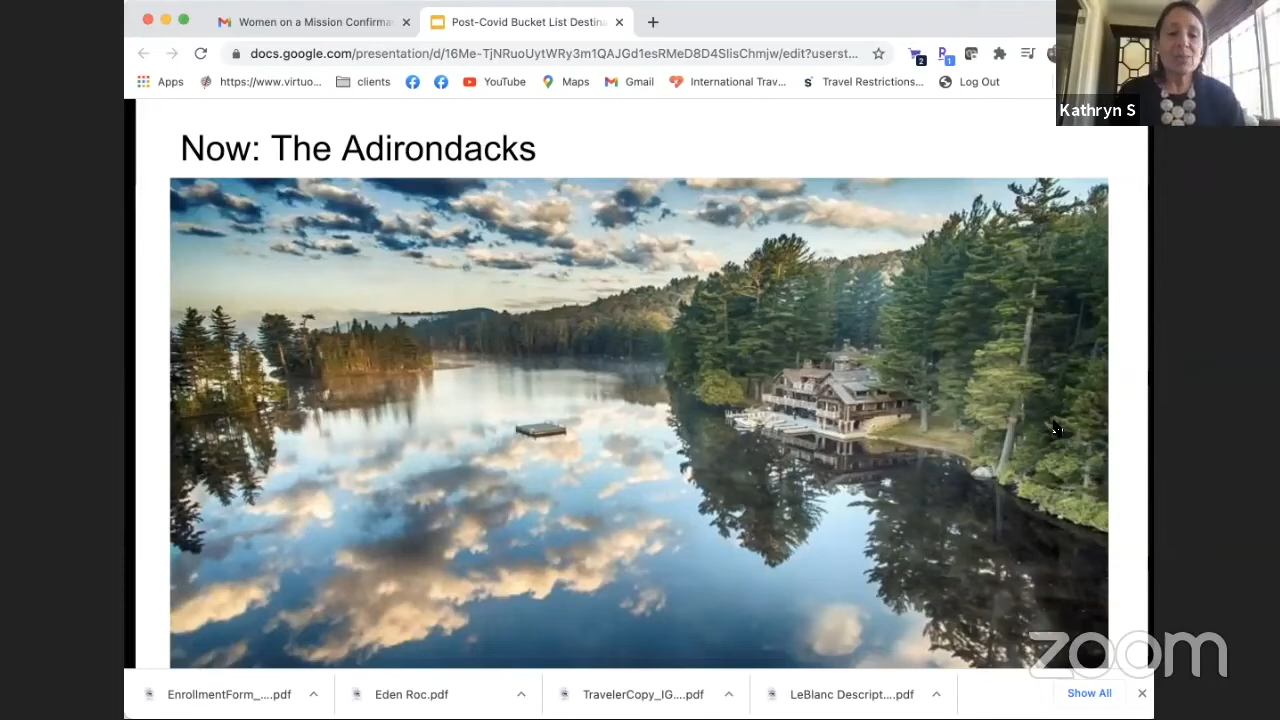 Women on a Mission Confirma
Post-Covid Bucket List Destina
docs.google.com/presentation/d/16Me-TjNRuoUytWRy3m1QAJGd1esRMeD8D4SlisChmjw/edit?userst...
2
1
Apps
https://www.virtuo...
clients
YouTube
Maps
Gmail
International Trav...
Travel Restrictions...
Log Out
Kathryn S
Now: The Adirondacks
zoom
EnrollmentForm_....pdf
Eden Roc.pdf
TravelerCopy_IG....pdf
LeBlanc Descript....pdf
Show All